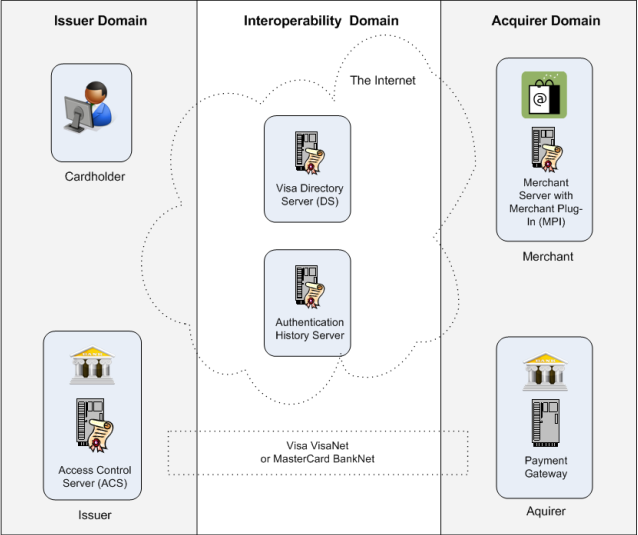 Issuer Domain
Interoperability Domain
Acquirer Domain
The Internet
Cardholder
Visa Directory
Server (DS)
@
Merchant
Server with
Merchant Plug-
In (MPI)
Merchant
Authentication
History Server
Access Control
Server (ACS)
Issuer
Visa VisaNet
or MasterCard BankNet
Payment
Gateway
Aquirer